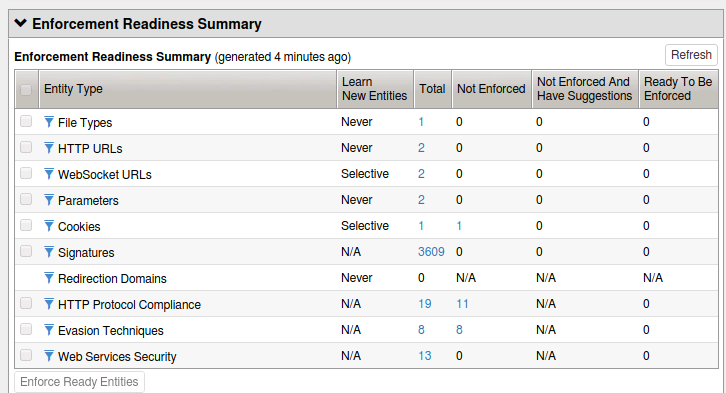 Enforcement Readiness Summary
Enforcement Readiness Summary (generated 4 minutes ago) Refresh
Entity Type Learn New Entities Total Not Enforced Not Enforced And Have Suggestions Ready To Be Enforced
File Types Never 1 0 0 0
HTTP URLs Never 2 0 0 0
WebSocket URLs Selective 2 0 0 0
Parameters Never 2 0 0 0
Cookies Selective 1 1 0 0
Signatures N/A 3609 0 0 0
Redirection Domains Never 0 N/A N/A N/A
HTTP Protocol Compliance N/A 19 11 N/A 0
Evasion Techniques N/A 8 8 N/A 0
Web Services Security N/A 13 0 N/A 0
Enforce Ready Entities